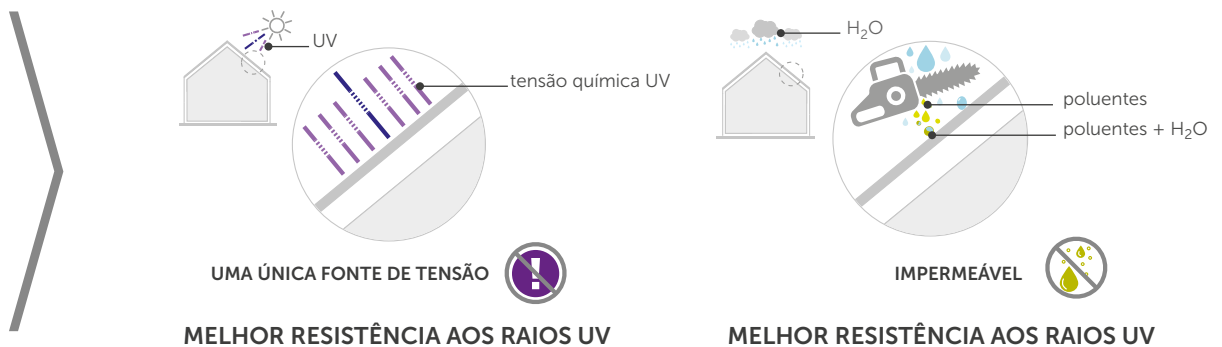 UV
tensão química UV
UMA ÚNICA FONTE DE TENSÃO
MELHOR RESISTÊNCIA AOS RAIOS UV
H₂O
poluentes
poluentes + H₂O
IMPERMEÁVEL
MELHOR RESISTÊNCIA AOS RAIOS UV